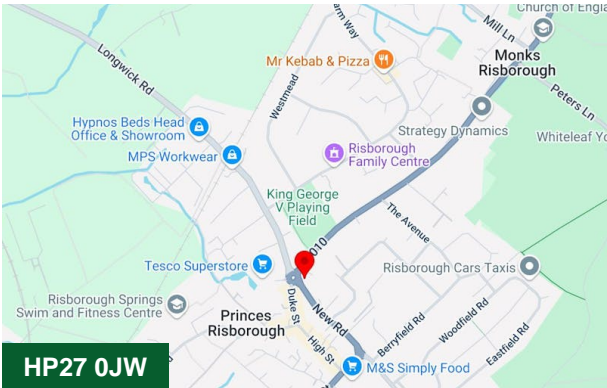 Church of Engl
Mill Ln
arm Way
Longwick Rd
Mr Kebab & Pizza
Monks
Risborough
Peters Ln
Westmead
Hypnos Beds Head
Office & Showroom
Strategy Dynamics
Whiteleaf Yo
MPS Workwear
Risborough
Family Centre
King George
V Playing
Field
The Avenue
010
Tesco Superstore
Risborough Cars Taxis
Risborough Springs
Swim and Fitness Centre
Duke St
New Rd
Princes
Risborough
High St
Berryfield Rd
Woodfield Rd
Eastfield Rd
M&S Simply Food
HP27 0JW